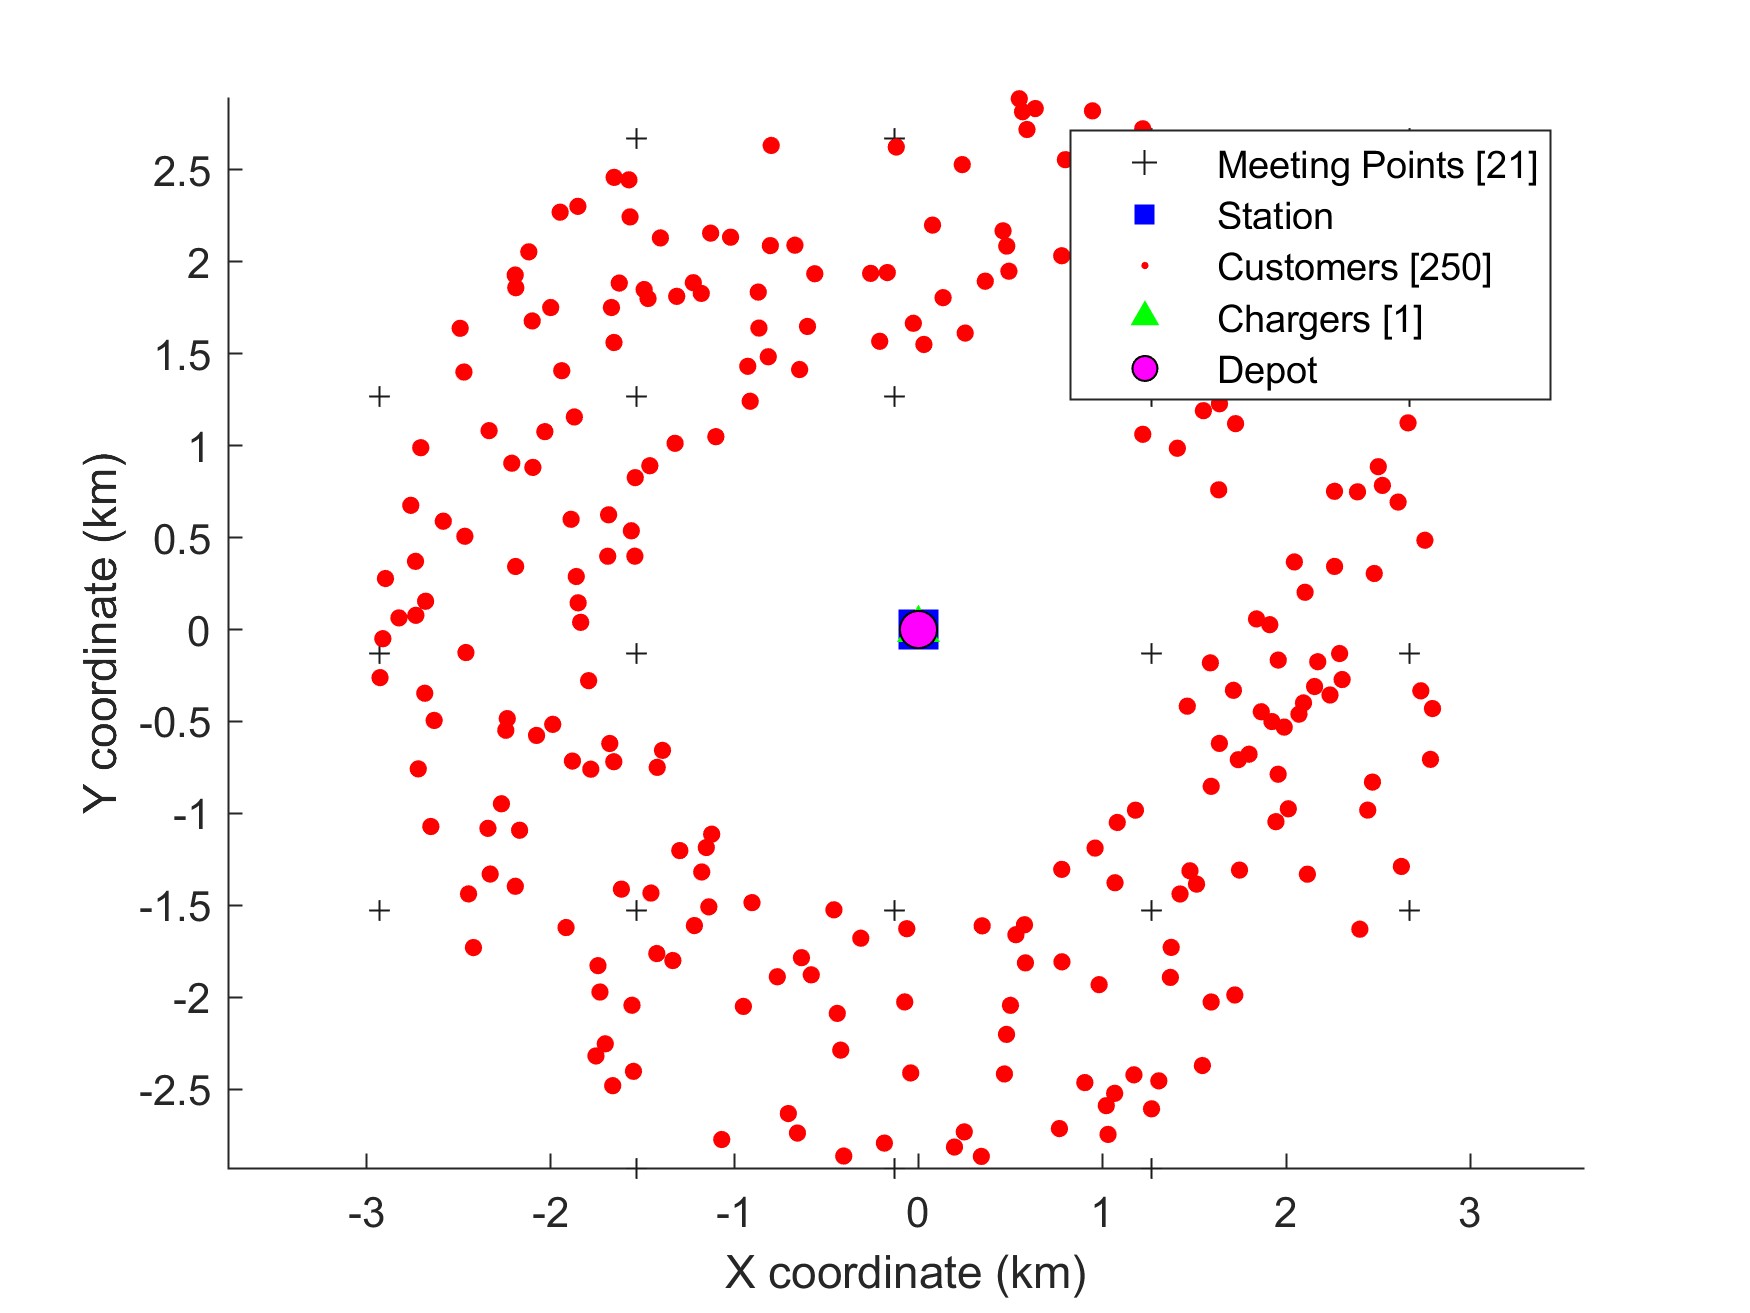 Meeting Points [21]
Station
Customers [250]
Chargers [1]
Depot
Y coordinate (km)
2.5
2
1.5
1
0.5
0
-0.5
-1
-1.5
-2
-2.5
-3
-2
-1
0
1
2
3
X coordinate (km)